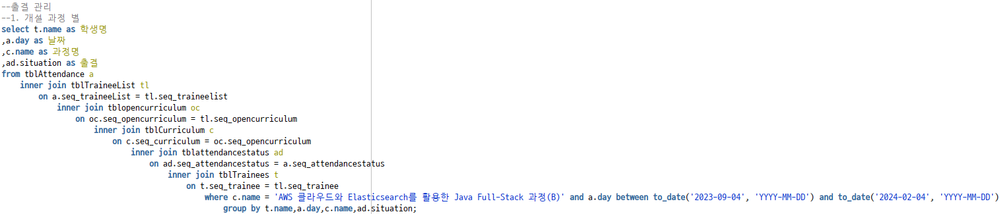 --출결 관리
--1. 개설 과정 별
select t.name as 학생명
,a.day as 날짜
,c.name as 과정명
,ad.situation as 출결
from tblAttendance a
inner join tblTraineeList tl
on a.seq_traineeList = tl.seq_traineelist
inner join tblopencurriculum oc
on oc.seq_opencurriculum = tl.seq_opencurriculum
inner join tblCurriculum c
on c.seq_curriculum = oc.seq_opencurriculum
inner join tblattendancestatus ad
on ad.seq_attendancestatus = a.seq_attendancestatus
inner join tblTrainees t
on t.seq_trainee = tl.seq_trainee
where c.name = 'AWS 클라우드와 Elasticsearch를 활용한 Java Full-Stack 과정(B)' and a.day between to_date('2023-09-04', 'YYYY-MM-DD') and to_date('2024-02-04', 'YYYY-MM-DD')
group by t.name,a.day,c.name,ad.situation;